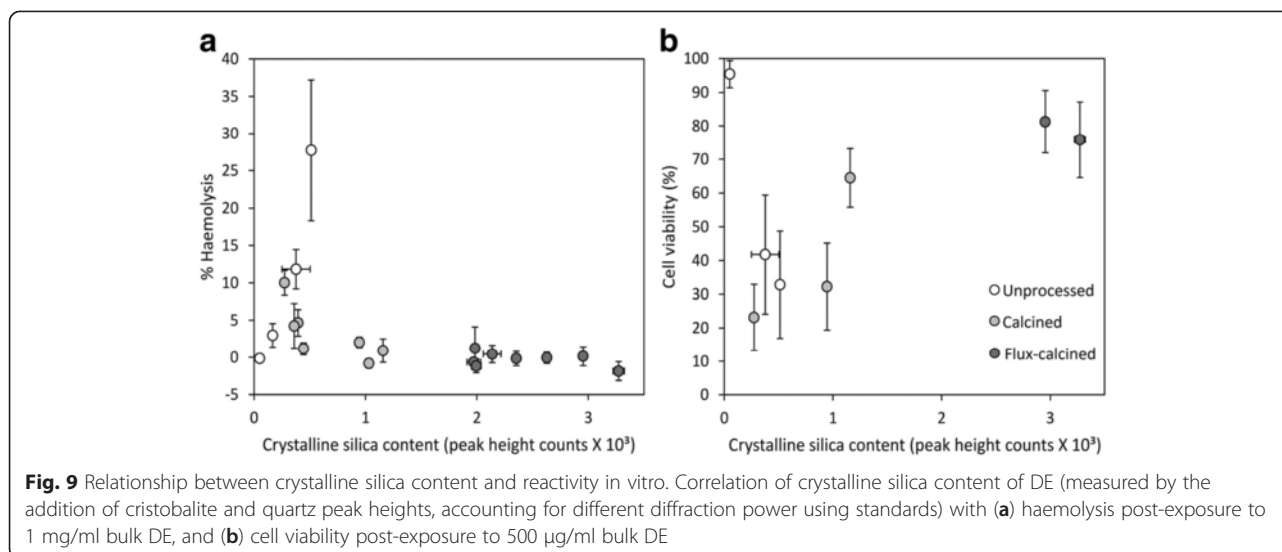 a
40
35
30
25
20
15
10
5
0
-5
% Haemolysis
0 1 2 3
Crystalline silica content (peak height counts X 10³)
b
100
90
80
70
60
50
40
30
20
10
0
Cell viability (%)
Unprocessed
Calcined
Flux-calcined
0 1 2 3
Crystalline silica content (peak height counts X 10³)
Fig. 9 Relationship between crystalline silica content and reactivity in vitro. Correlation of crystalline silica content of DE (measured by the
addition of cristobalite and quartz peak heights, accounting for different diffraction power using standards) with (a) haemolysis post-exposure to
1 mg/ml bulk DE, and (b) cell viability post-exposure to 500 μg/ml bulk DE